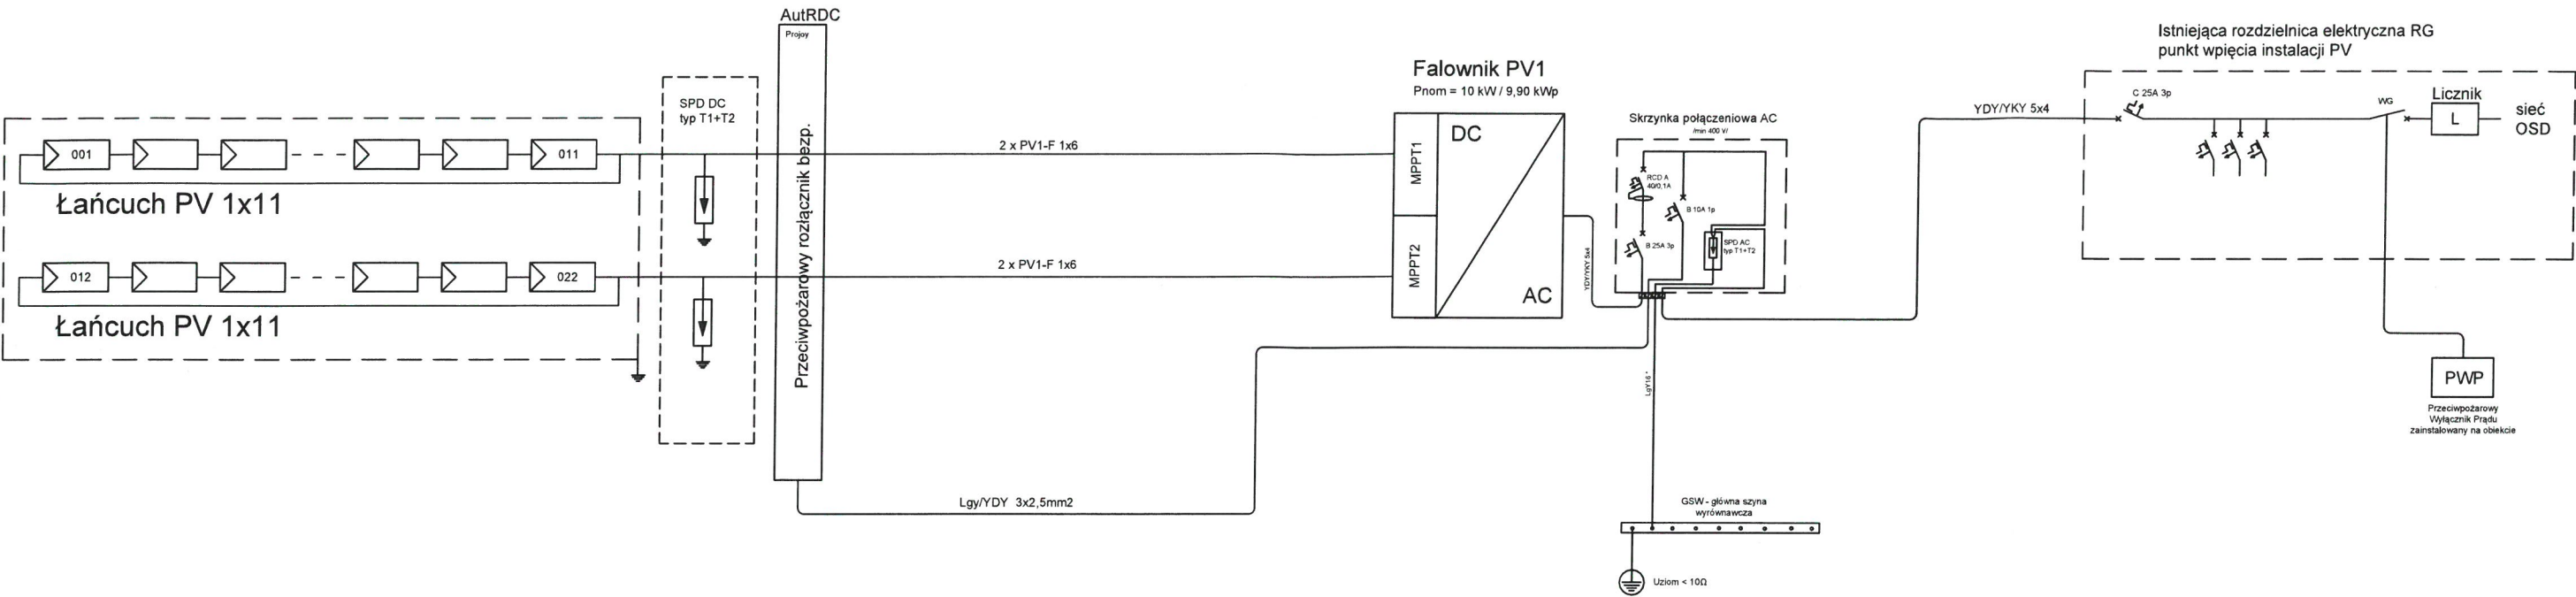 AutRDC
Projoy
Przeciwpożarowy rozłącznik bezp.
SPD DC
typ T1+T2
001
011
Łańcuch PV 1x11
012
022
Łańcuch PV 1x11
2 x PV1-F 1x6
2 x PV1-F 1x6
Lgy/YDY 3x2,5mm2
Falownik PV1
Pnom = 10 kW / 9,90 kWp
MPPT1
MPPT2
DC
AC
YDY/YKY 5x4
Skrzynka połączeniowa AC
/min 400 V/
RCD A
40/0,1A
B 10A 1p
B 25A 3p
SPD AC
typ T1+T2
LgY16 *
GSW - główna szyna
wyrównawcza
Uziom < 10Ω
YDY/YKY 5x4
Istniejąca rozdzielnica elektryczna RG
punkt wpięcia instalacji PV
C 25A 3p
WG
Licznik
L
sieć
OSD
PWP
Przeciwpożarowy
Wyłącznik Prądu
zainstalowany na obiekcie